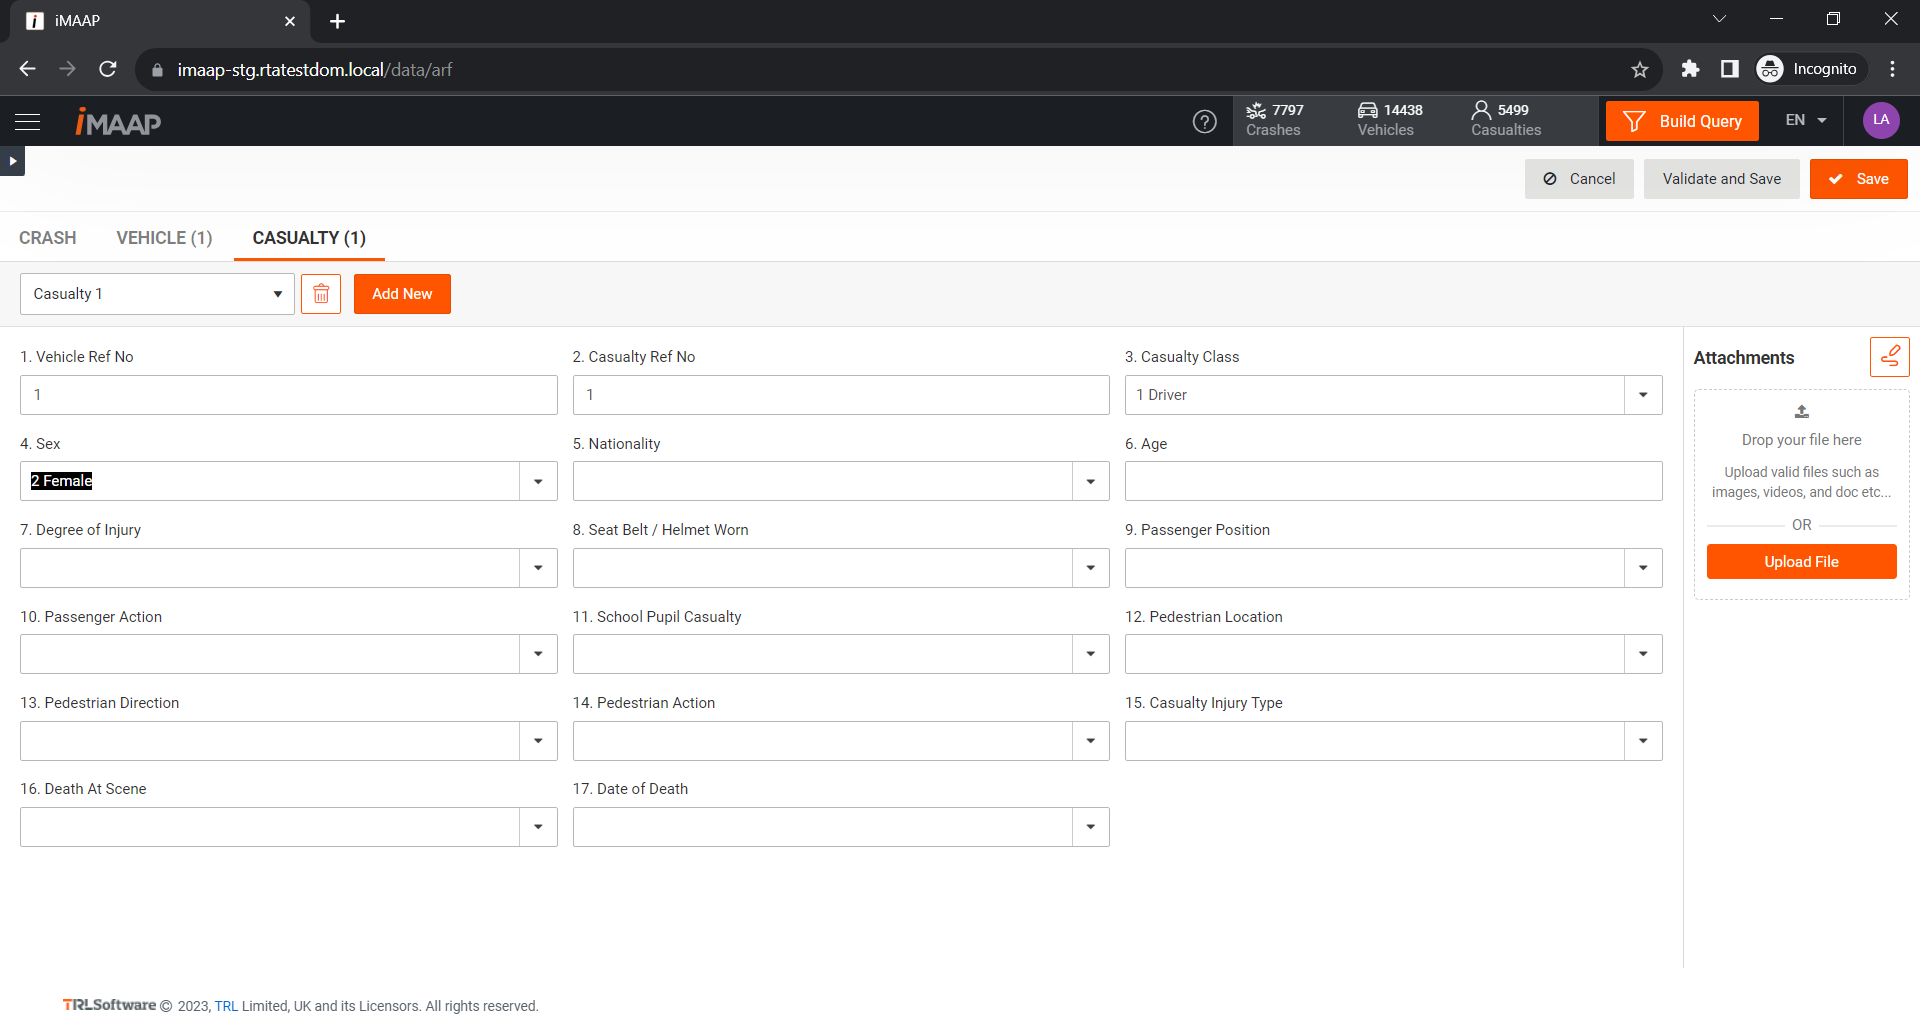 iMAAP
imaap-stg.rtatestdom.local/data/arf
Incognito
iMAAP
7797
Crashes
14438
Vehicles
5499
Casualties
Build Query
EN
LA
Cancel
Validate and Save
Save
CRASH
VEHICLE (1)
CASUALTY (1)
Casualty 1
Add New
1. Vehicle Ref No
2. Casualty Ref No
3. Casualty Class
1
1
1 Driver
4. Sex
5. Nationality
6. Age
2 Female
7. Degree of Injury
8. Seat Belt / Helmet Worn
9. Passenger Position
10. Passenger Action
11. School Pupil Casualty
12. Pedestrian Location
13. Pedestrian Direction
14. Pedestrian Action
15. Casualty Injury Type
16. Death At Scene
17. Date of Death
Attachments
Drop your file here
Upload valid files such as
images, videos, and doc etc...
OR
Upload File
TRLSoftware © 2023, TRL Limited, UK and its Licensors. All rights reserved.